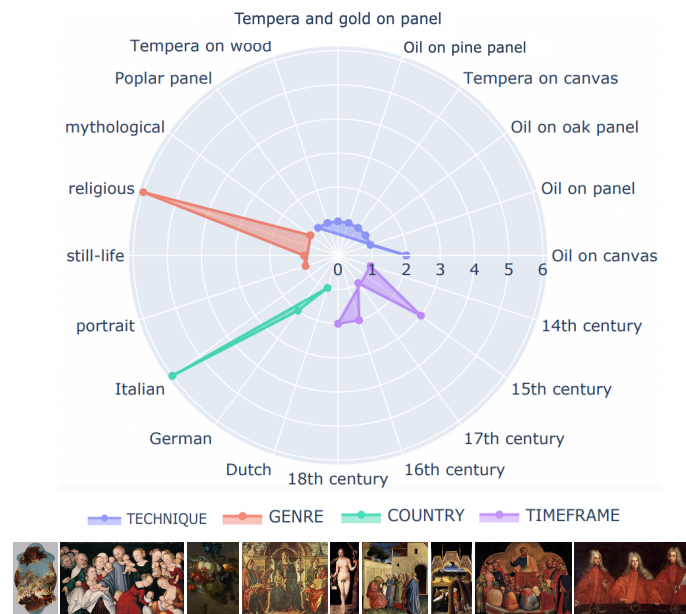 Tempera and gold on panel
Tempera on wood
Oil on pine panel
Poplar panel
Tempera on canvas
mythological
Oil on oak panel
religious
Oil on panel
still-life
0 1 2 3 4 5 6
Oil on canvas
portrait
14th century
Italian
15th century
German
17th century
Dutch
18th century
16th century
TECHNIQUE
GENRE
COUNTRY
TIMEFRAME